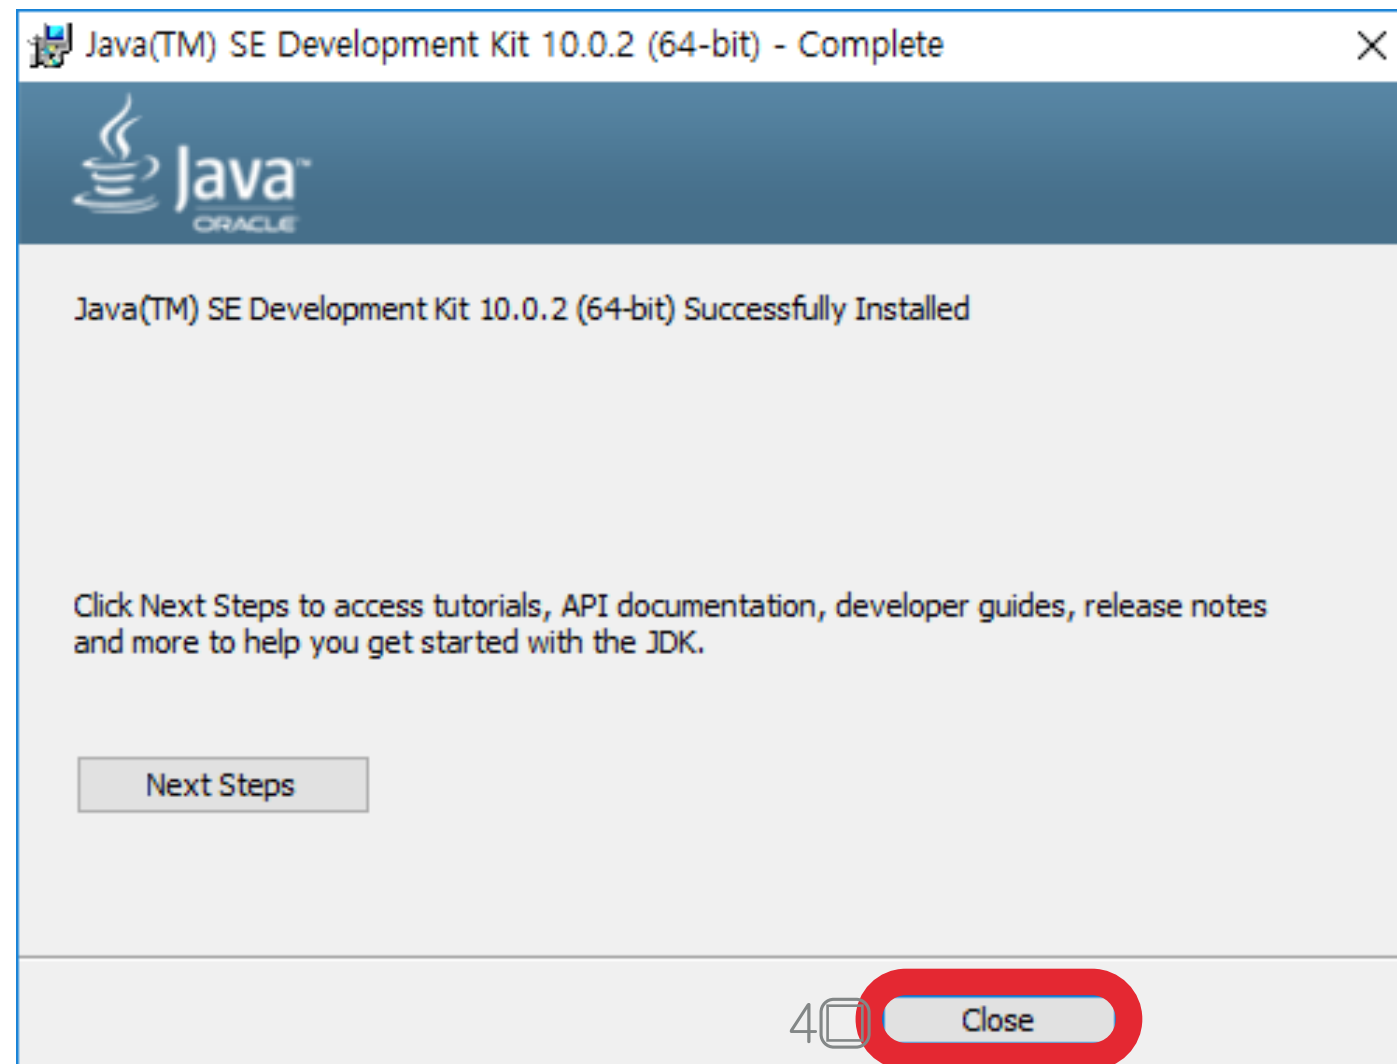 Java(TM) SE Development Kit 10.0.2 (64-bit) - Complete
Java™
ORACLE
Java(TM) SE Development Kit 10.0.2 (64-bit) Successfully Installed
Click Next Steps to access tutorials, API documentation, developer guides, release notes
and more to help you get started with the JDK.
Next Steps
4 Close